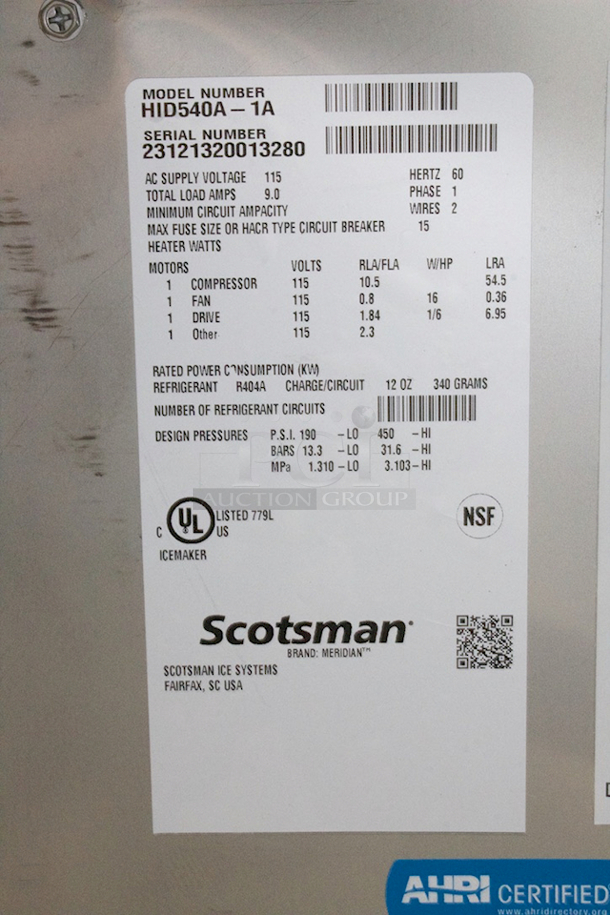 MODEL NUMBER
HID540A – 1A
SERIAL NUMBER
23121320013280
AC SUPPLY VOLTAGE 115 HERTZ 60
TOTAL LOAD AMPS 9.0 PHASE 1
MINIMUM CIRCUIT AMPACITY WIRES 2
MAX FUSE SIZE OR HACR TYPE CIRCUIT BREAKER 15
HEATER WATTS
MOTORS VOLTS RLA/FLA W/HP LRA
1 COMPRESSOR 115 10.5 54.5
1 FAN 115 0.8 16 0.36
1 DRIVE 115 1.84 1/6 6.95
1 Other 115 2.3
RATED POWER CONSUMPTION (KW)
REFRIGERANT R404A CHARGE/CIRCUIT 12 OZ 340 GRAMS
NUMBER OF REFRIGERANT CIRCUITS
DESIGN PRESSURES P.S.I. 190 – LO 450 – HI
BARS 13.3 – LO 31.6 – HI
MPa 1.310 – LO 3.103 – HI
AUCTION GROUP
C UL LISTED 779L
US
NSF
ICEMAKER
Scotsman
BRAND: MERIDIAN™
SCOTSMAN ICE SYSTEMS
FAIRFAX, SC USA
AHRI CERTIFIED
www.ahridirectory.org